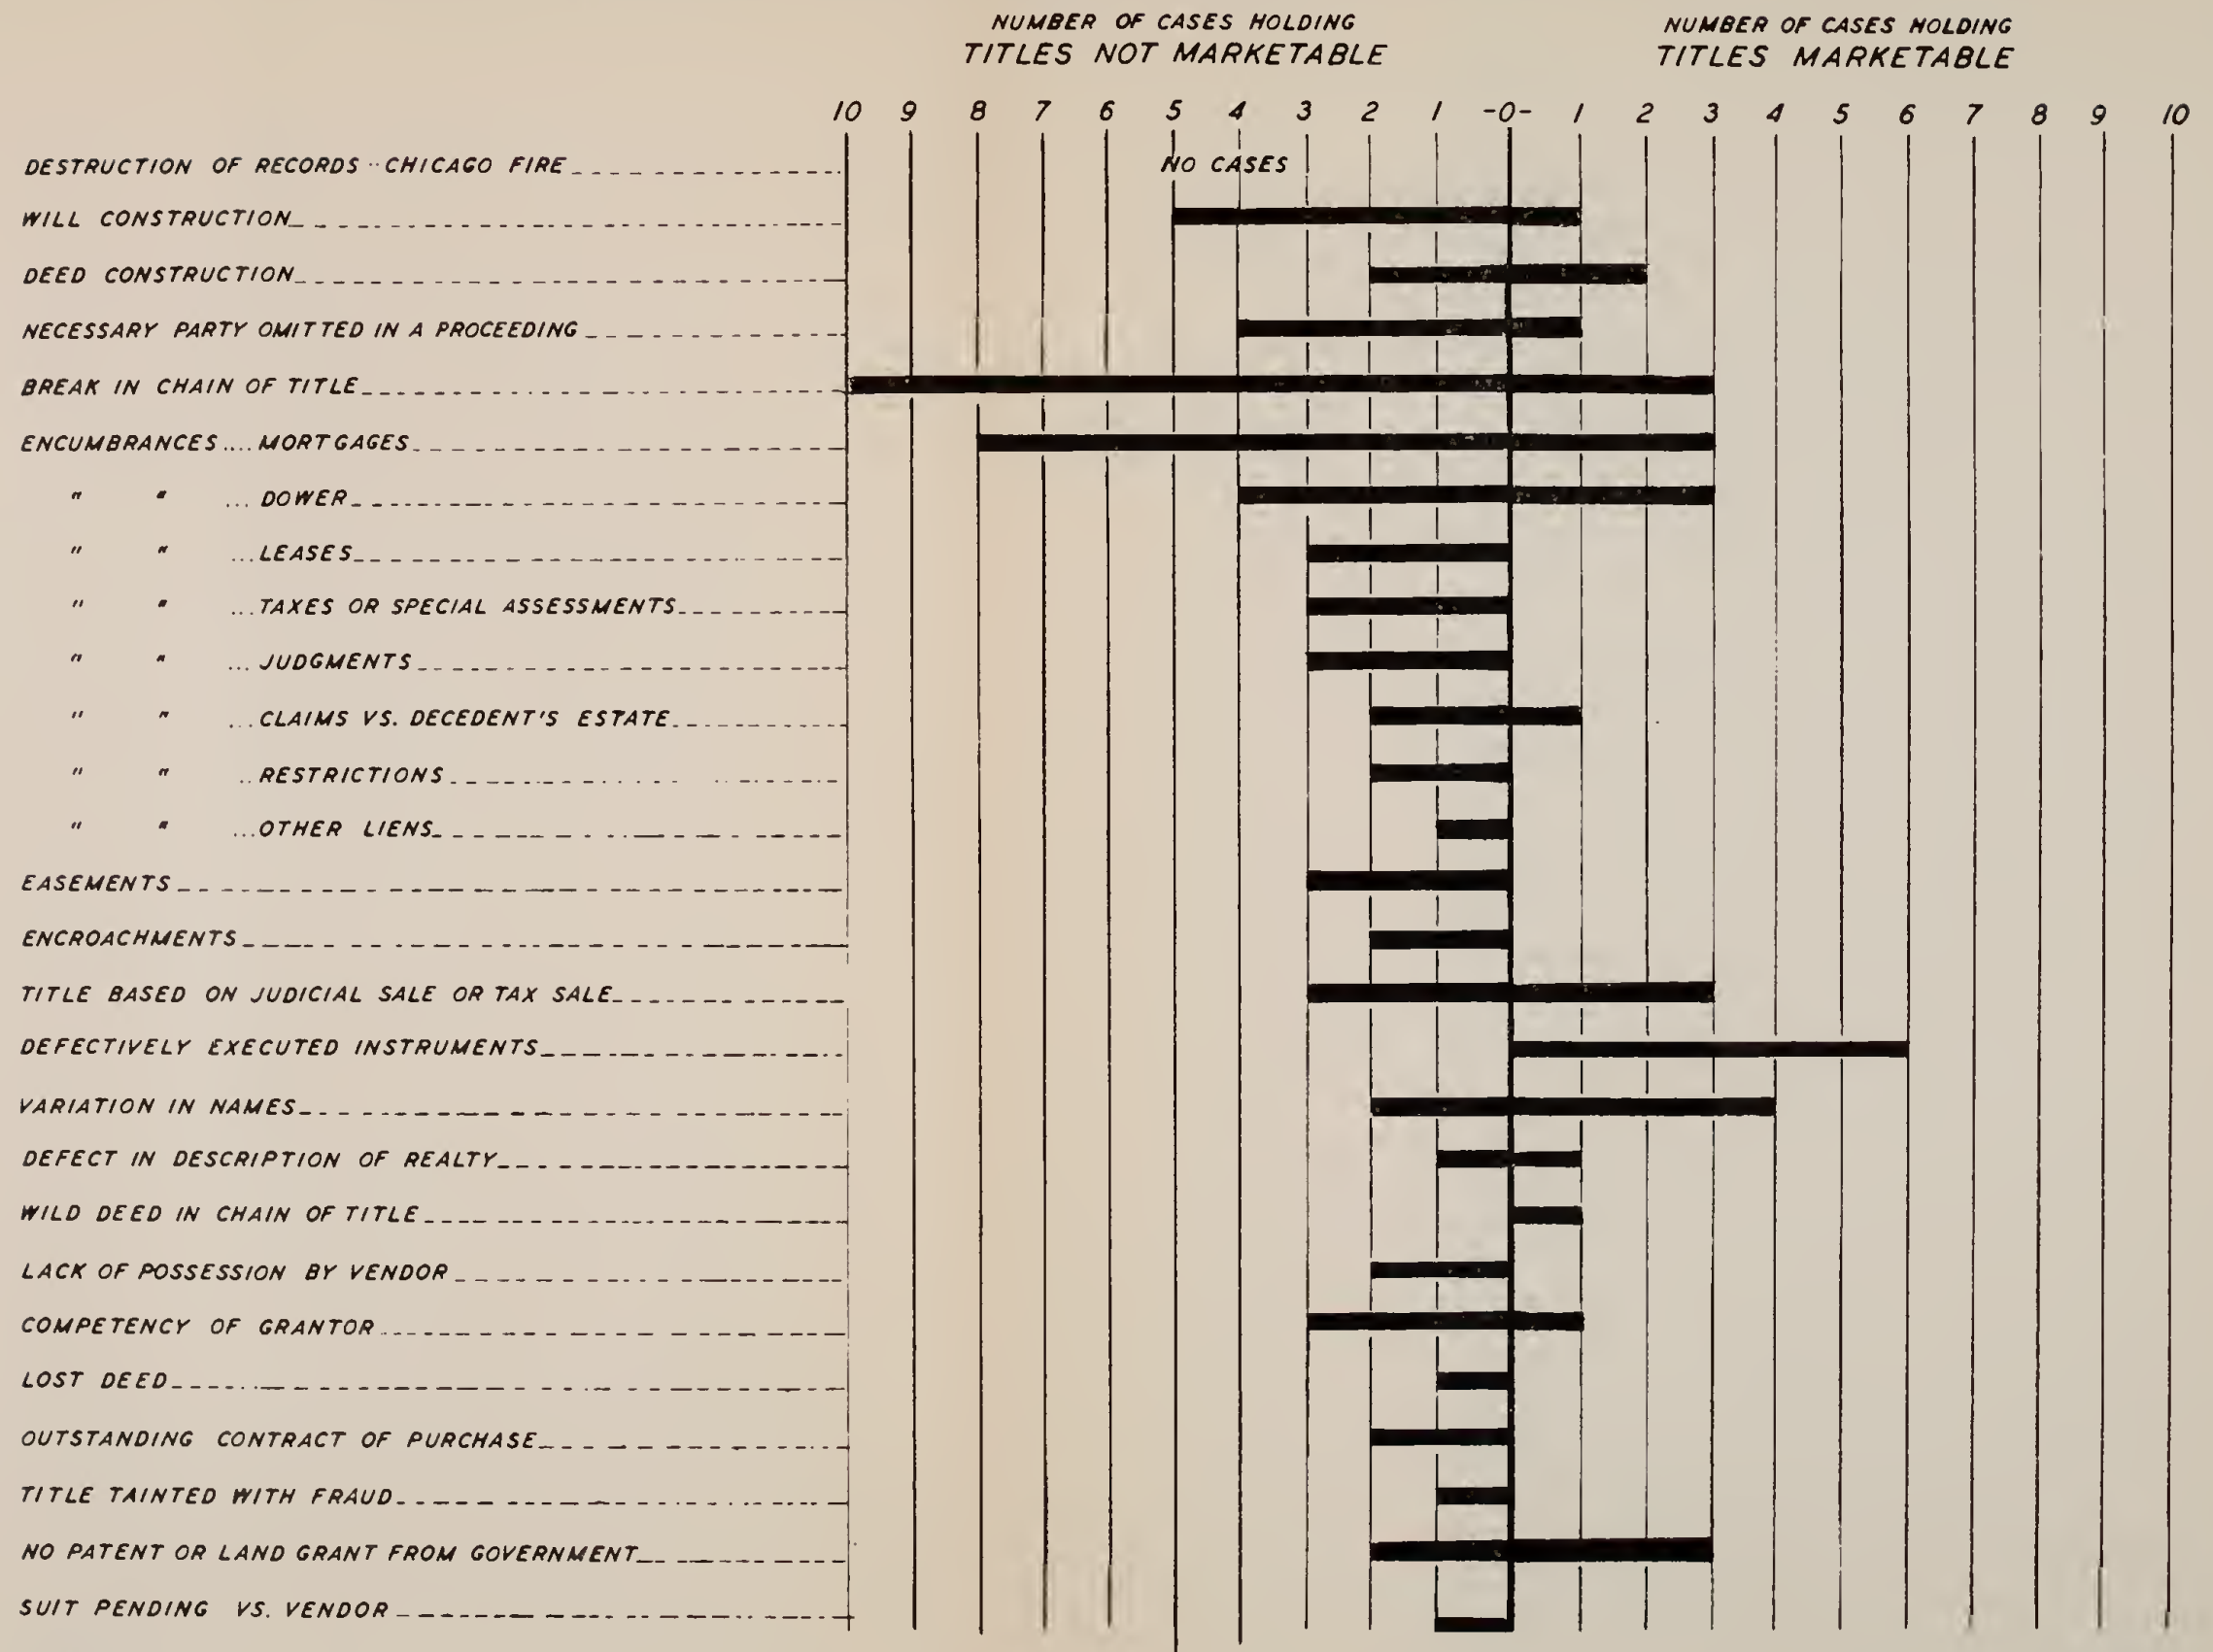 NUMBER OF CASES HOLDING
TITLES NOT MARKETABLE
NUMBER OF CASES HOLDING
TITLES MARKETABLE
10 9 8 7 6 5 4 3 2 1 -0- 1 2 3 4 5 6 7 8 9 10
DESTRUCTION OF RECORDS--CHICAGO FIRE
NO CASES
WILL CONSTRUCTION
DEED CONSTRUCTION
NECESSARY PARTY OMITTED IN A PROCEEDING
BREAK IN CHAIN OF TITLE
ENCUMBRANCES....MORTGAGES
" " ...DOWER
" " ...LEASES
" " ...TAXES OR SPECIAL ASSESSMENTS
" " ...JUDGMENTS
" " ...CLAIMS VS. DECEDENT'S ESTATE
" " ..RESTRICTIONS
" " ...OTHER LIENS
EASEMENTS
ENCROACHMENTS
TITLE BASED ON JUDICIAL SALE OR TAX SALE
DEFECTIVELY EXECUTED INSTRUMENTS
VARIATION IN NAMES
DEFECT IN DESCRIPTION OF REALTY
WILD DEED IN CHAIN OF TITLE
LACK OF POSSESSION BY VENDOR
COMPETENCY OF GRANTOR
LOST DEED
OUTSTANDING CONTRACT OF PURCHASE
TITLE TAINTED WITH FRAUD
NO PATENT OR LAND GRANT FROM GOVERNMENT
SUIT PENDING VS. VENDOR